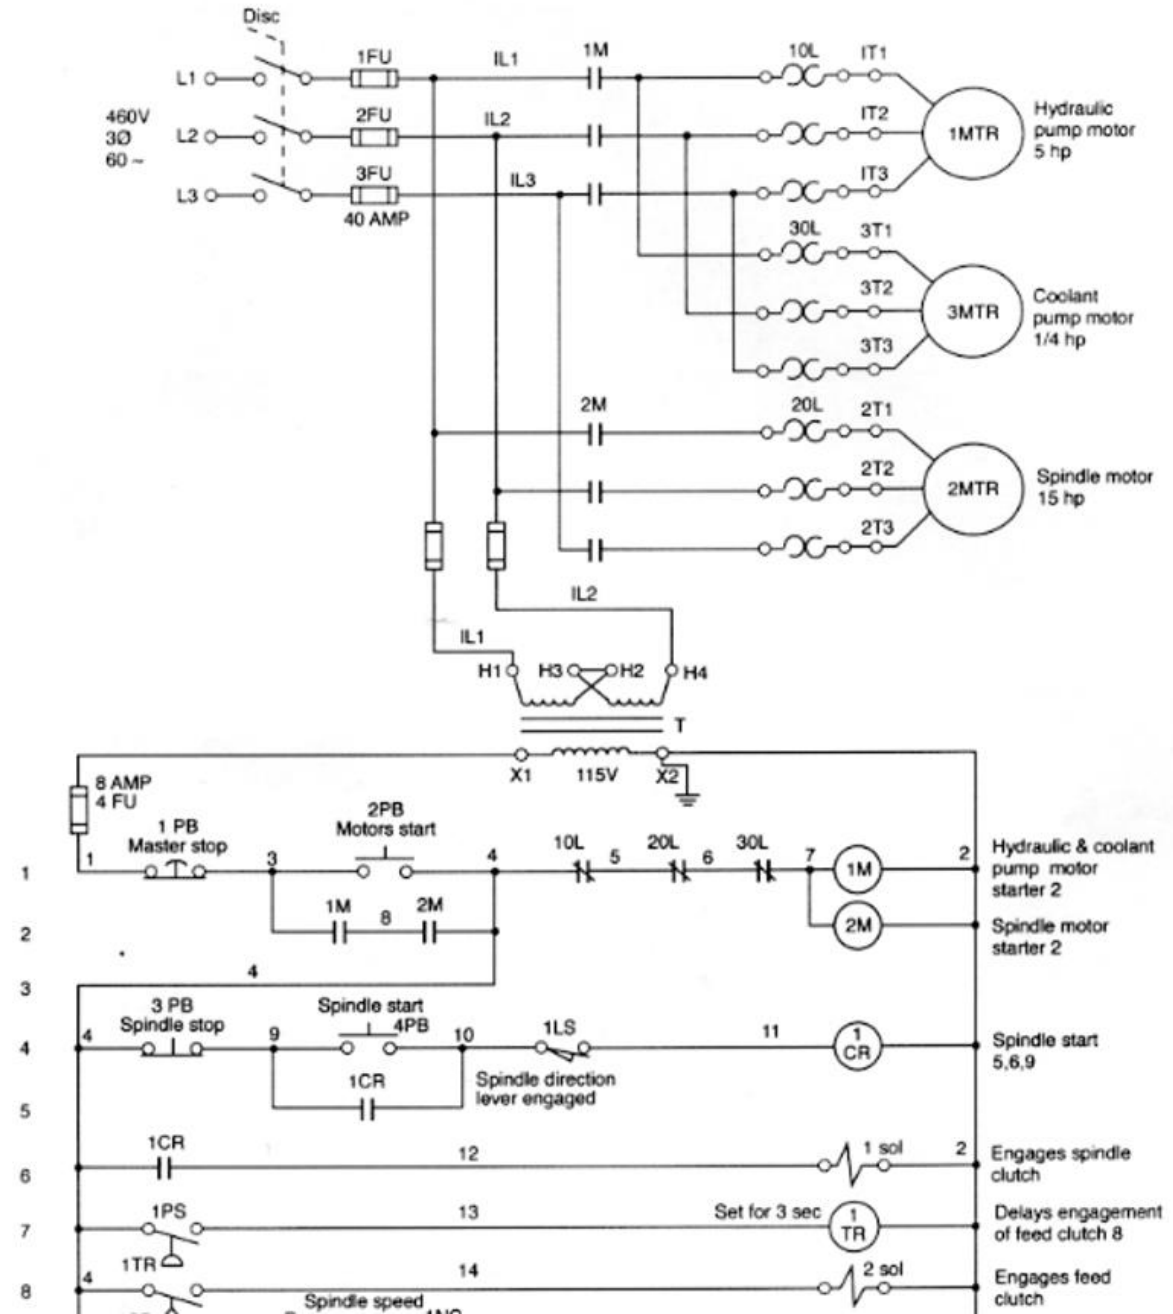 Disc
1FU
IL1
1M
10L
IT1
L1
460V
3Ø
60 ~
2FU
IL2
IT2
L2
1MTR
Hydraulic
pump motor
5 hp
3FU
IL3
IT3
L3
40 AMP
30L
3T1
3T2
3MTR
Coolant
pump motor
1/4 hp
3T3
2M
20L
2T1
2T2
2MTR
Spindle motor
15 hp
2T3
IL2
IL1
H1
H3
H2
H4
T
X1
115V
X2
8 AMP
4 FU
1 PB
Master stop
2PB
Motors start
10L
20L
30L
1
1
3
4
5
6
7
1M
2
Hydraulic & coolant
pump motor
starter 2
2
1M
8
2M
2M
Spindle motor
starter 2
3
4
3 PB
Spindle stop
Spindle start
4PB
1LS
4
4
9
10
11
1
CR
Spindle start
5,6,9
Spindle direction
lever engaged
5
1CR
6
1CR
12
1 sol
2
Engages spindle
clutch
7
1PS
13
Set for 3 sec
1
TR
Delays engagement
of feed clutch 8
8
1TR
4
14
2 sol
Engages feed
clutch
Spindle speed